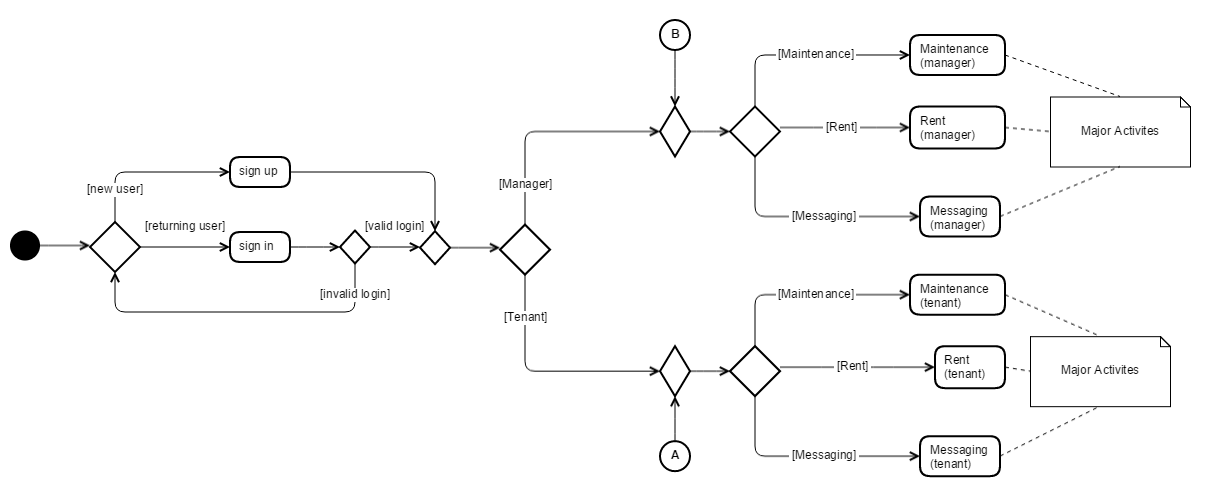 B
[Maintenance]
Maintenance
(manager)
[Rent]
Rent
(manager)
Major Activites
[Manager]
[Messaging]
Messaging
(manager)
[new user]
sign up
[returning user]
sign in
[valid login]
[invalid login]
[Tenant]
[Maintenance]
Maintenance
(tenant)
[Rent]
Rent
(tenant)
Major Activites
[Messaging]
Messaging
(tenant)
A